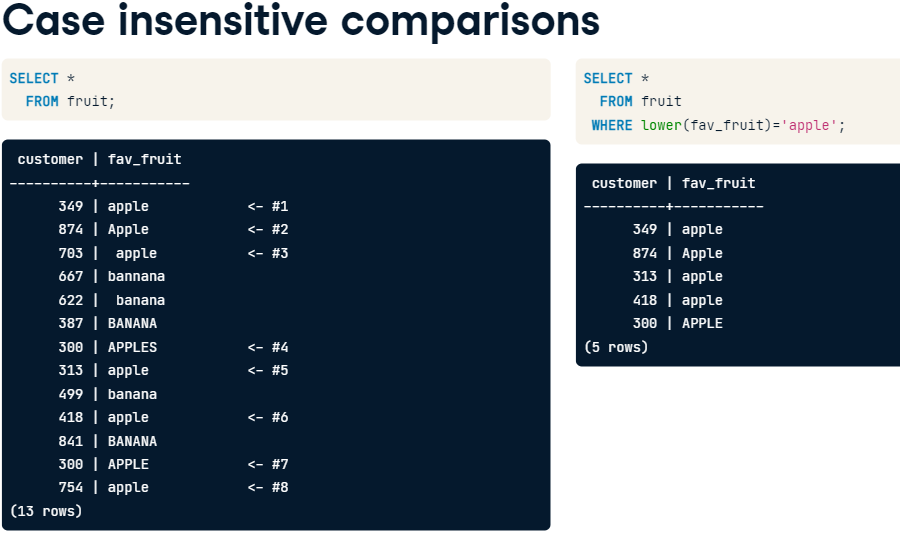 Case insensitive comparisons
SELECT *
  FROM fruit;
 customer | fav_fruit
----------+-----------
      349 | apple            <- #1
      874 | Apple            <- #2
      703 |  apple           <- #3
      667 | bannana
      622 |  banana
      387 | BANANA
      300 | APPLES           <- #4
      313 | apple            <- #5
      499 | banana
      418 | apple            <- #6
      841 | BANANA
      300 | APPLE            <- #7
      754 | apple            <- #8
(13 rows)
SELECT *
  FROM fruit
 WHERE lower(fav_fruit)='apple';
 customer | fav_fruit
----------+-----------
      349 | apple
      874 | Apple
      313 | apple
      418 | apple
      300 | APPLE
(5 rows)